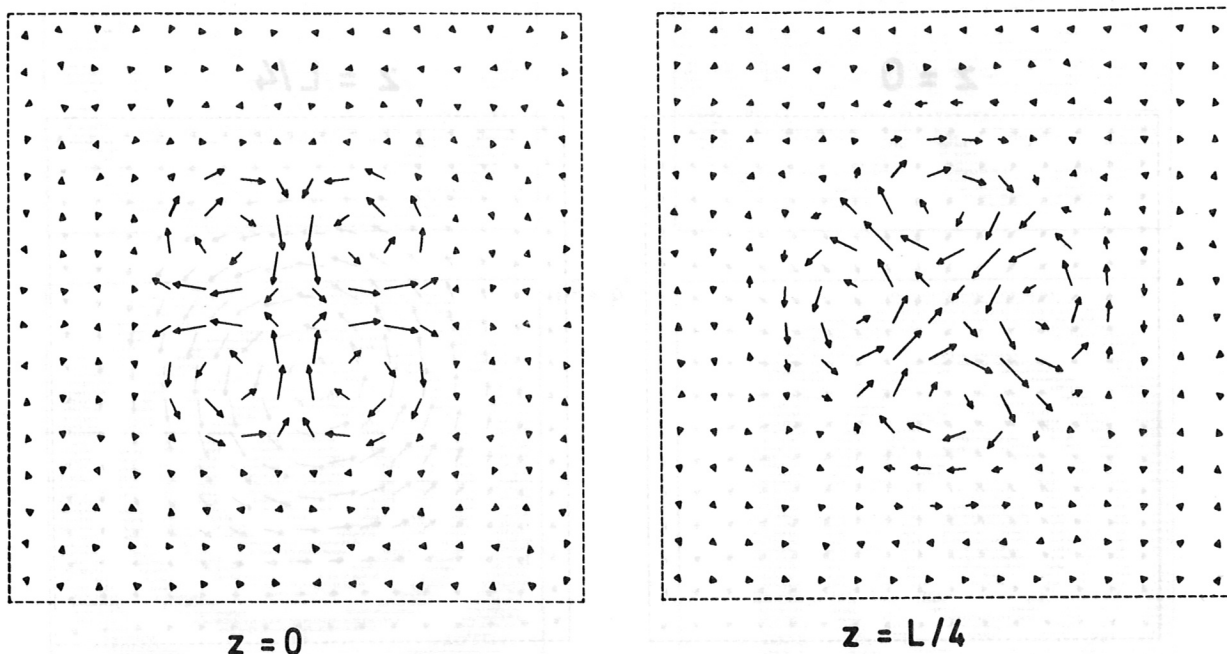 z = 0
z = L/4